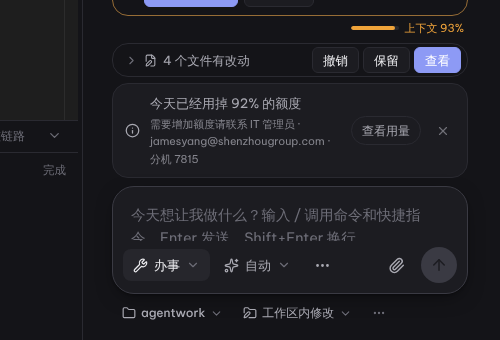 上下文 93%
4 个文件有改动
撤销
保留
查看
今天已经用掉 92% 的额度
需要增加额度请联系 IT 管理员 ·
jamesyang@shenzhougroup.com ·
分机 7815
查看用量
链路
完成
今天想让我做什么？输入 / 调用命令和快捷指
令，Enter 发送，Shift+Enter 换行
办事
自动
agentwork
工作区内修改